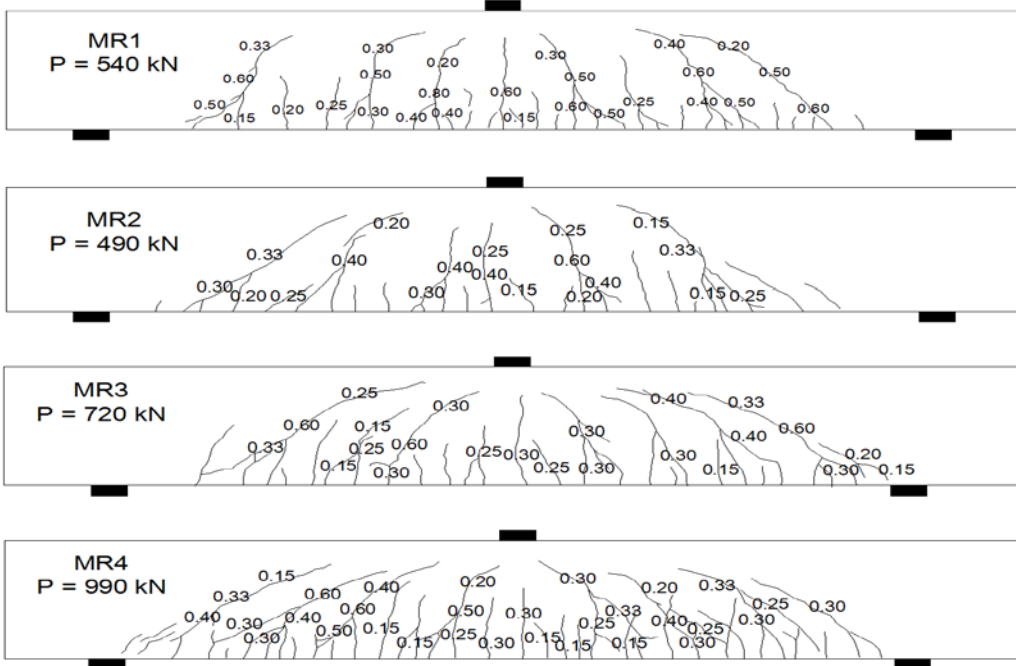 MR1
P = 540 kN
0.33 0.30 0.30 0.40 0.20
0.60 0.50 0.20 0.50 0.60 0.50
0.50 0.15 0.20 0.25 0.30 0.40 0.80 0.40 0.60 0.15 0.60 0.50 0.25 0.40 0.50 0.60
MR2
P = 490 kN
0.20 0.25 0.15
0.33 0.40 0.40 0.25 0.40 0.60 0.33
0.30 0.20 0.25 0.30 0.15 0.20 0.40 0.15 0.25
MR3
P = 720 kN
0.25 0.30 0.40 0.33
0.60 0.15 0.30 0.40 0.60
0.33 0.15 0.25 0.30 0.60 0.25 0.30 0.25 0.30 0.30 0.15 0.30 0.20 0.15
MR4
P = 990 kN
0.15 0.40 0.20 0.30 0.20 0.33
0.33 0.60 0.60 0.50 0.30 0.33 0.25 0.30
0.40 0.30 0.40 0.15 0.25 0.25 0.40 0.25 0.30
0.30 0.50 0.15 0.30 0.15 0.15 0.15 0.30